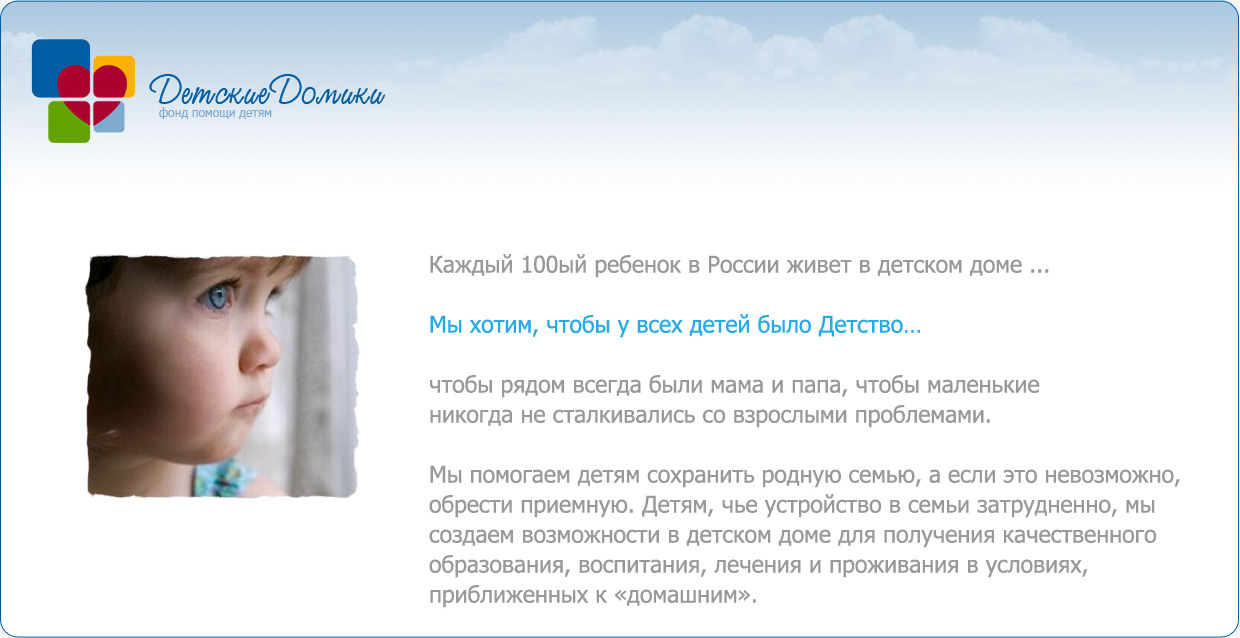 ДетскиеДомики
фонд помощи детям
Каждый 100ый ребенок в России живет в детском доме ...
Мы хотим, чтобы у всех детей было Детство...
чтобы рядом всегда были мама и папа, чтобы маленькие
никогда не сталкивались со взрослыми проблемами.
Мы помогаем детям сохранить родную семью, а если это невозможно,
обрести приемную. Детям, чье устройство в семьи затрудненно, мы
создаем возможности в детском доме для получения качественного
образования, воспитания, лечения и проживания в условиях,
приближенных к «домашним».